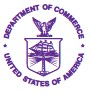 DEPARTMENT OF COMMERCE
UNITED STATES OF AMERICA